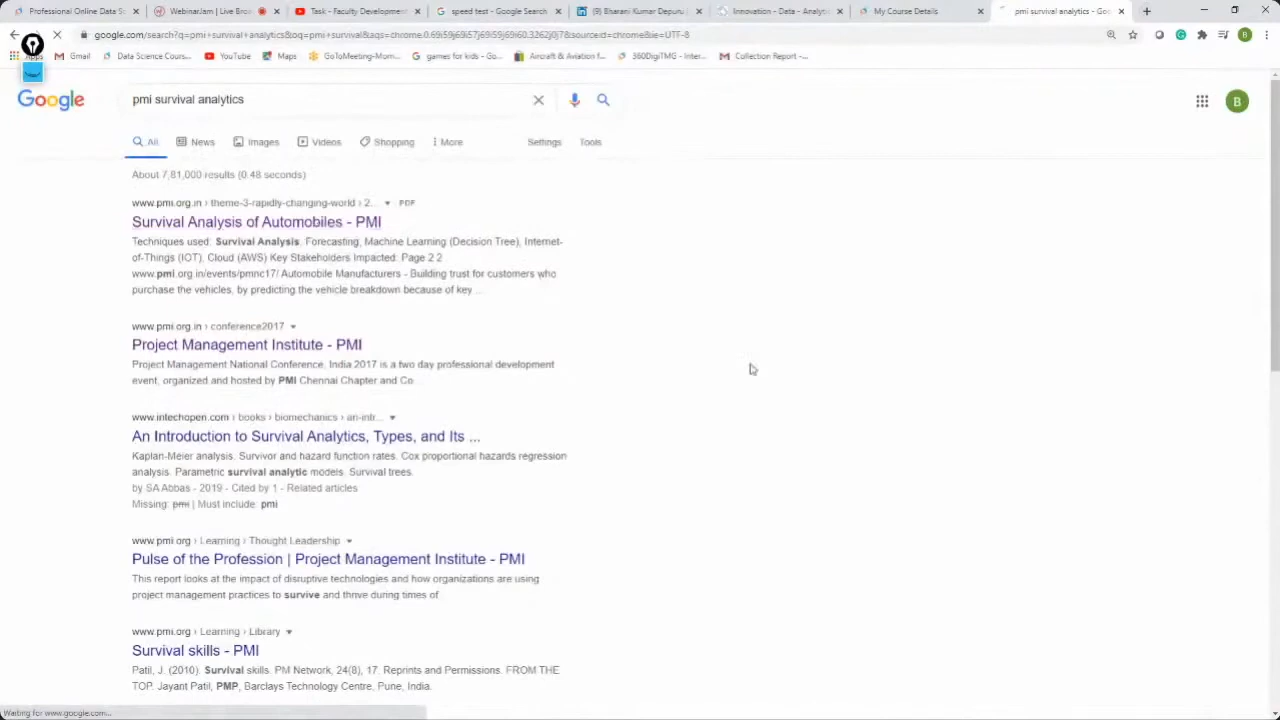 Professional Online Data S
WebinarJam | Live Bro
Task - Faculty Developmen
speed test - Google Search
(9) Bharani Kumar Depu
Innovation - Data - Analytic
My Course Details
pmi survival analytics - Go
google.com/search?q=pmi+survival+analytics&oq=pmi+survival&aqs=chrome.0.69i59j69i57j69i59j69i60.3262j0j7&sourceid=chrome&ie=UTF-8
Apps
Gmail
Data Science Cours...
YouTube
Maps
GoToMeeting-Mom...
games for kids - Go...
Aircraft & Aviation f...
360DigiTMG - Inter...
Collection Report -...
Google
pmi survival analytics
B
All
News
Images
Videos
Shopping
More
Settings
Tools
About 7,81,000 results (0.48 seconds)
www.pmi.org.in › theme-3-rapidly-changing-world › 2... PDF
Survival Analysis of Automobiles - PMI
Techniques used: Survival Analysis, Forecasting, Machine Learning (Decision Tree), Internet-
of-Things (IOT), Cloud (AWS) Key Stakeholders Impacted: Page 2 2
www.pmi.org.in/events/pmnc17/ Automobile Manufacturers - Building trust for customers who
purchase the vehicles, by predicting the vehicle breakdown because of key ...
www.pmi.org.in › conference2017
Project Management Institute - PMI
Project Management National Conference, India 2017 is a two day professional development
event, organized and hosted by PMI Chennai Chapter and Co...
www.intechopen.com › books › biomechanics › an-intr...
An Introduction to Survival Analytics, Types, and Its ...
Kaplan-Meier analysis. Survivor and hazard function rates. Cox proportional hazards regression
analysis. Parametric survival analytic models. Survival trees.
by SA Abbas - 2019 - Cited by 1 - Related articles
Missing: pmi | Must include: pmi
www.pmi.org › Learning › Thought Leadership
Pulse of the Profession | Project Management Institute - PMI
This report looks at the impact of disruptive technologies and how organizations are using
project management practices to survive and thrive during times of
www.pmi.org › Learning › Library
Survival skills - PMI
Patil, J. (2010). Survival skills. PM Network, 24(8), 17. Reprints and Permissions. FROM THE
TOP. Jayant Patil, PMP, Barclays Technology Centre, Pune, India.
Waiting for www.google.com...